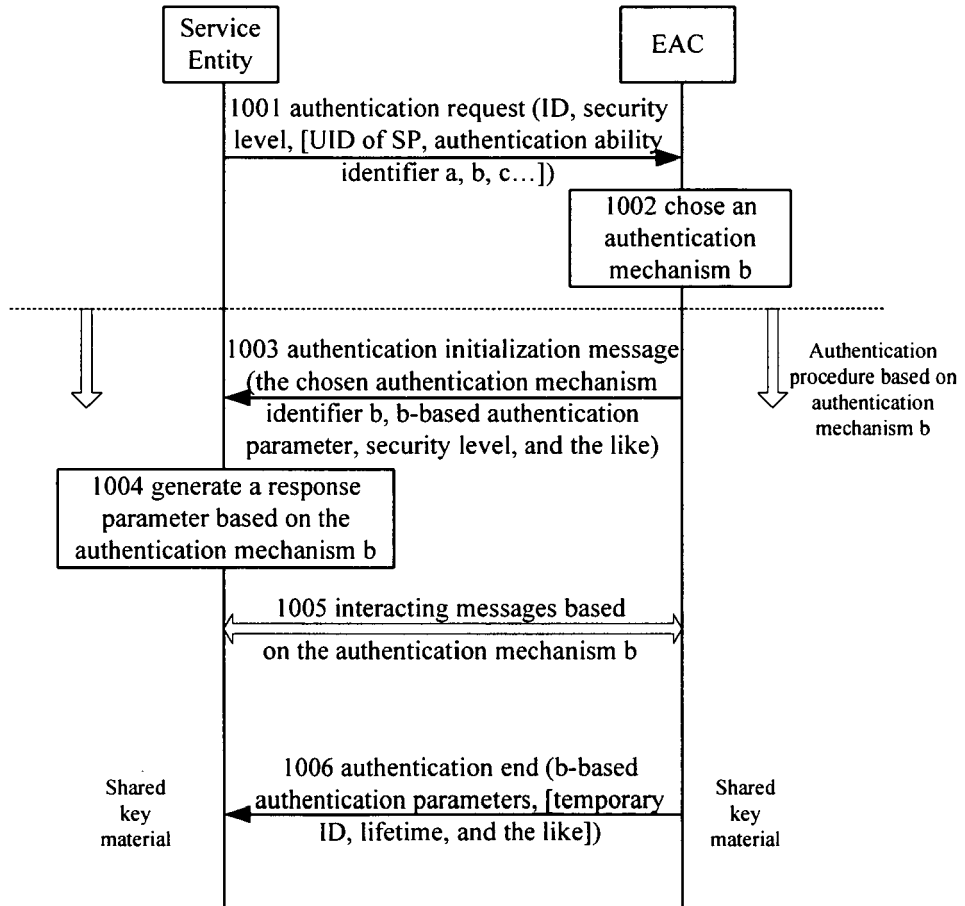 Service
Entity
EAC
1001 authentication request (ID, security
level, [UID of SP, authentication ability
identifier a, b, c...])
1002 chose an
authentication
mechanism b
1003 authentication initialization message
(the chosen authentication mechanism
identifier b, b-based authentication
parameter, security level, and the like)
Authentication
procedure based on
authentication
mechanism b
1004 generate a response
parameter based on the
authentication mechanism b
1005 interacting messages based
on the authentication mechanism b
1006 authentication end (b-based
authentication parameters, [temporary
ID, lifetime, and the like])
Shared
key
material
Shared
key
material